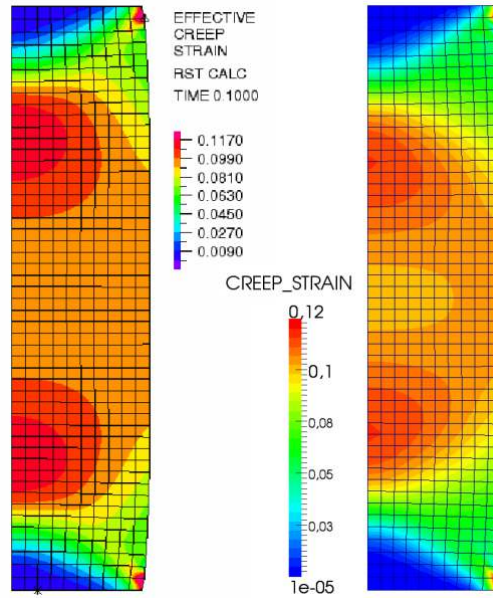 EFFECTIVE
CREEP
STRAIN
RST CALC
TIME 0.1000
0.1170
0.0990
0.0810
0.0630
0.0450
0.0270
0.0090
CREEP_STRAIN
0,12
0,1
0,08
0,05
0,03
1e-05